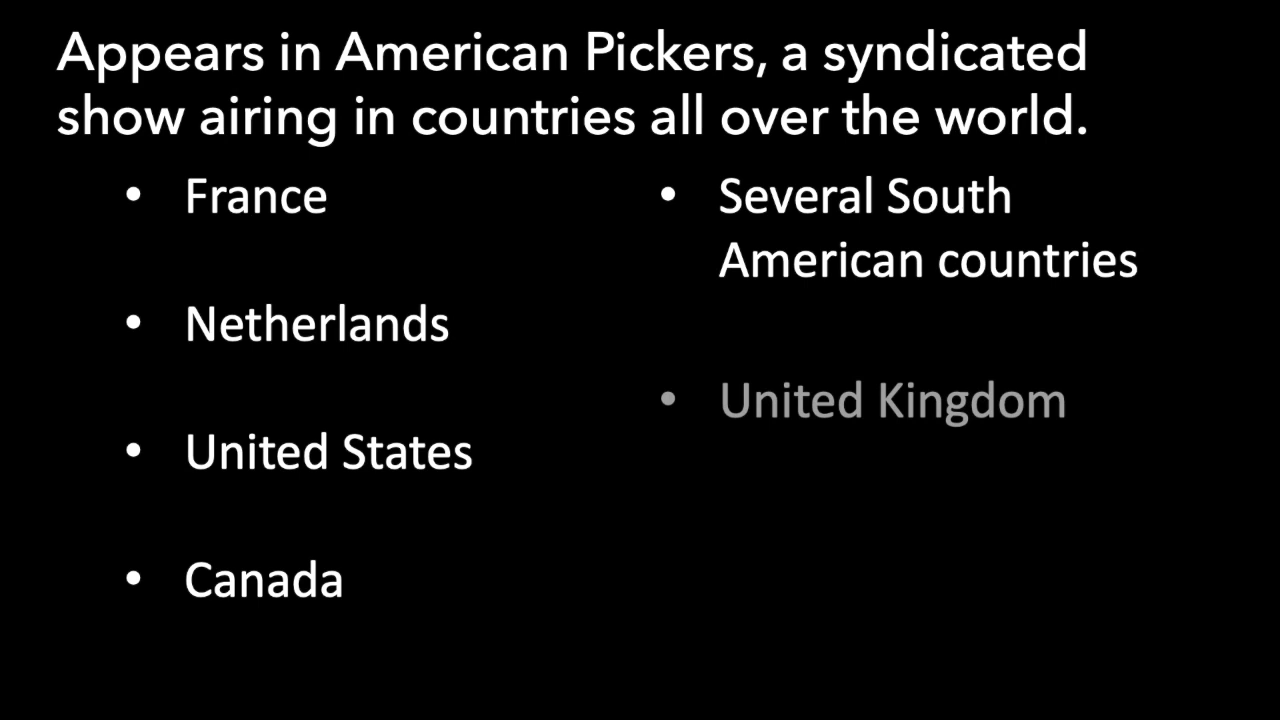 Appears in American Pickers, a syndicated
show airing in countries all over the world.
• France
• Netherlands
• United States
• Canada
• Several South
American countries
• United Kingdom